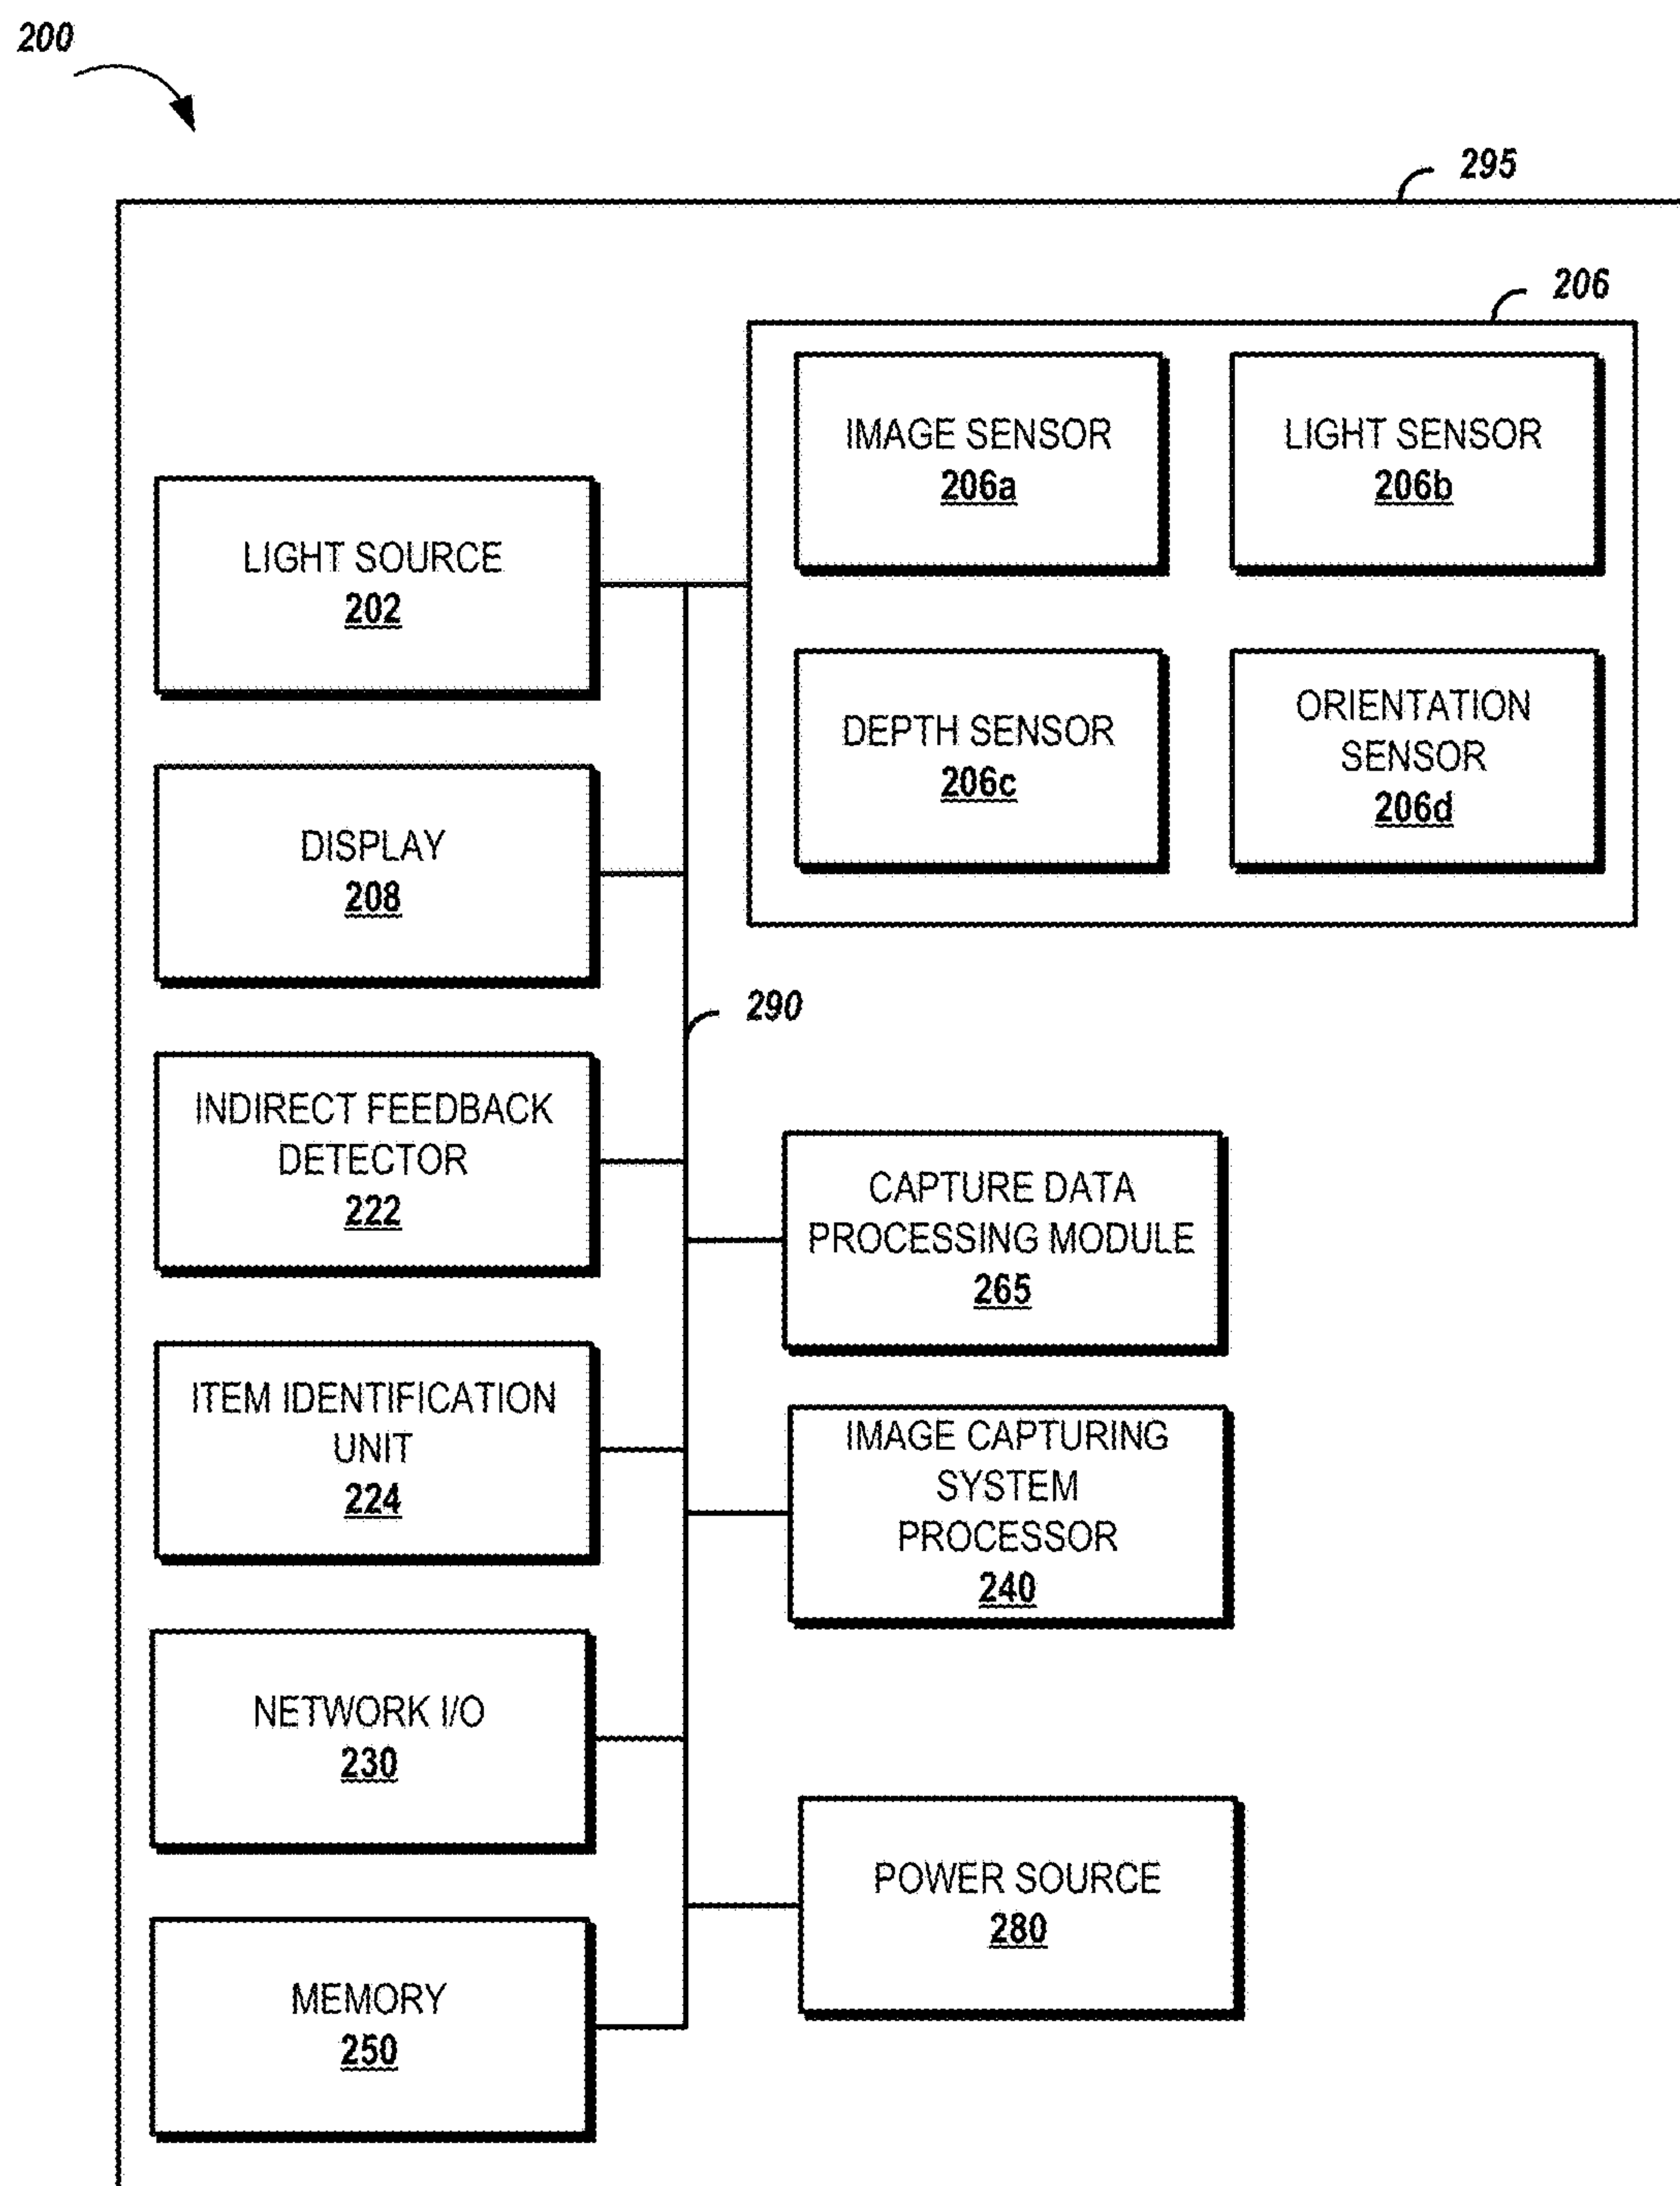 200
295
206
IMAGE SENSOR
206a
LIGHT SENSOR
206b
LIGHT SOURCE
202
DEPTH SENSOR
206c
ORIENTATION
SENSOR
206d
DISPLAY
208
290
INDIRECT FEEDBACK
DETECTOR
222
CAPTURE DATA
PROCESSING MODULE
265
ITEM IDENTIFICATION
UNIT
224
IMAGE CAPTURING
SYSTEM
PROCESSOR
240
NETWORK I/O
230
POWER SOURCE
280
MEMORY
250